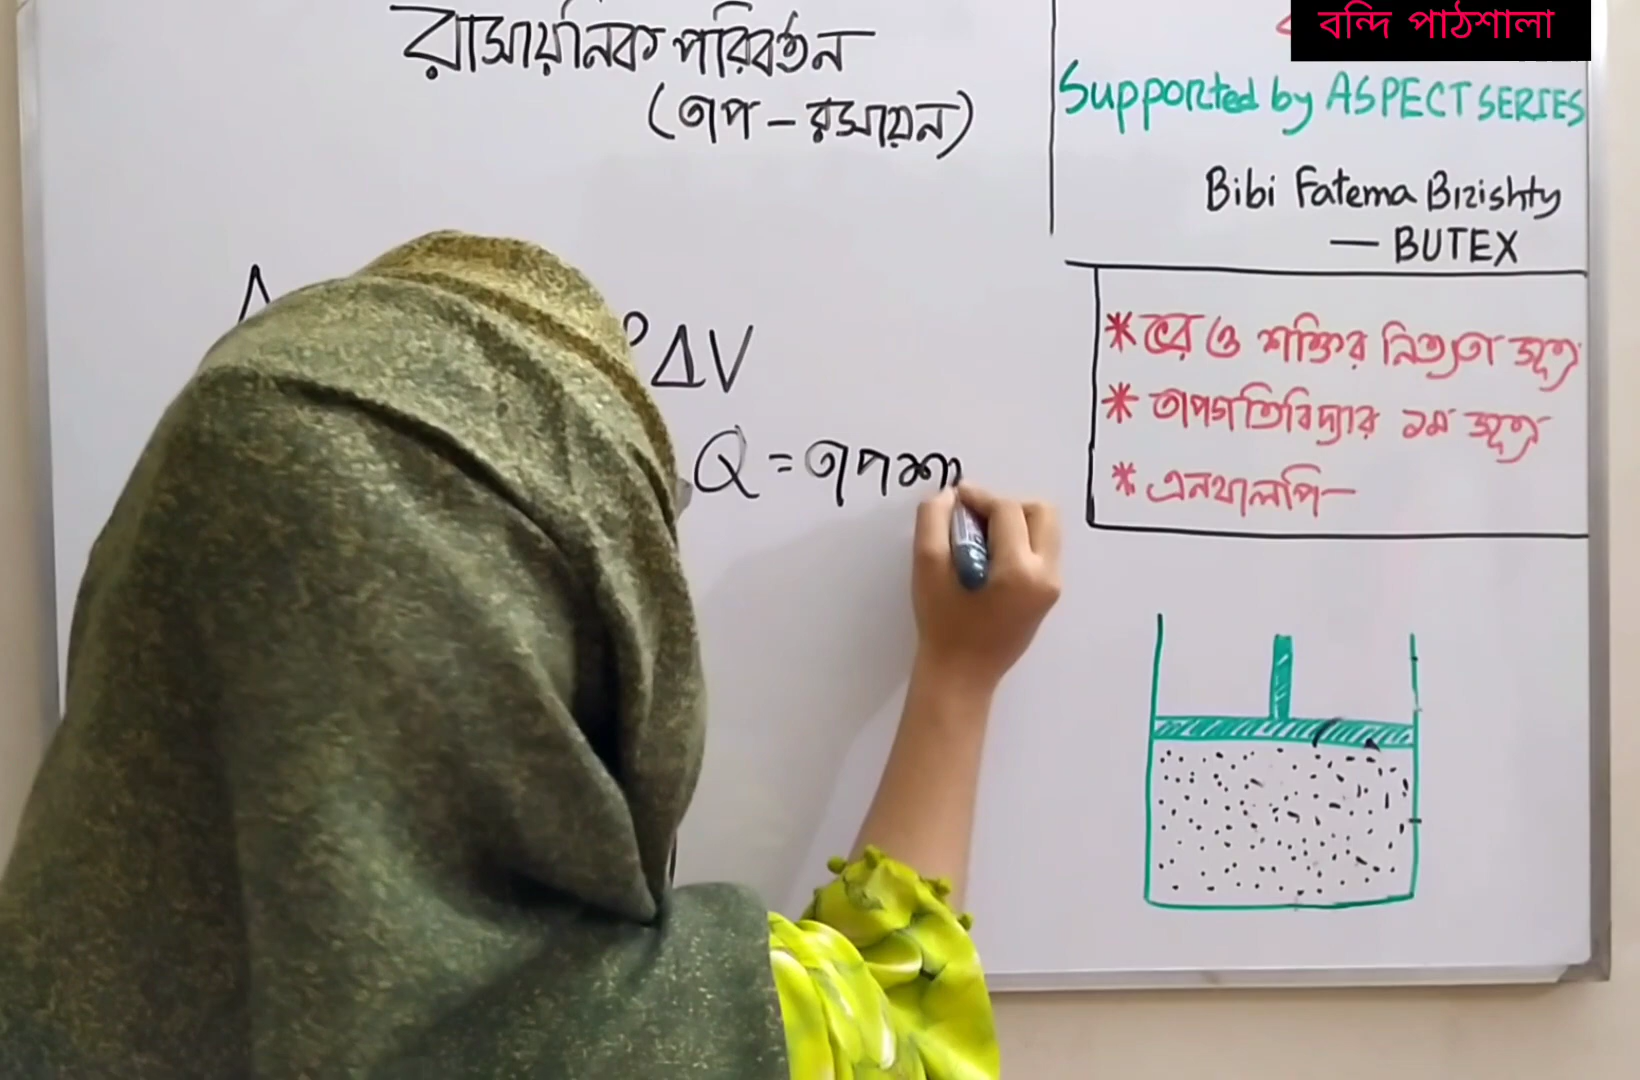 রাসায়নিক পরিবর্তন
(তাপ - রসায়ন)
বন্দি পাঠশালা
Supported by ASPECT SERIES
Bibi Fatema Brishty
— BUTEX
* ভর ও শক্তির নিত্যতা সূত্র
* তাপগতিবিদ্যার ১ম সূত্র
* এনথালপি-
Δ P ΔV
Q = তাপশ